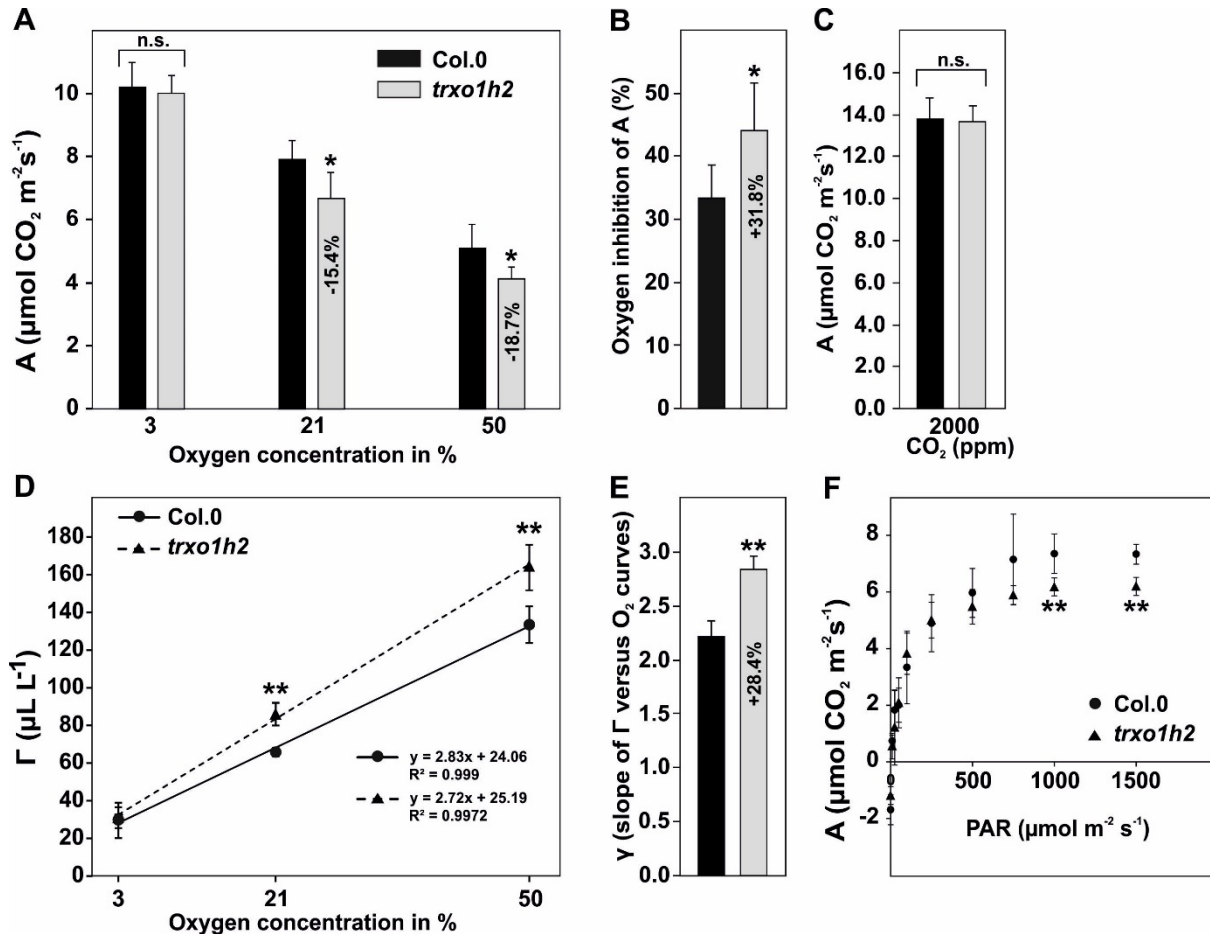 A
n.s.
Col.0
trxo1h2
A (µmol CO₂ m⁻²s⁻¹)
10
8
6
4
2
0
*
-15.4%
*
-18.7%
3
21
50
Oxygen concentration in %
B
Oxygen inhibition of A (%)
50
40
30
20
10
0
*
+31.8%
C
A (µmol CO₂ m⁻²s⁻¹)
16.0
14.0
12.0
10.0
8.0
6.0
4.0
2.0
0.0
n.s.
2000
CO₂ (ppm)
D
Col.0
trxo1h2
Γ (µL L⁻¹)
180
160
140
120
100
80
60
40
20
0
**
**
y = 2.83x + 24.06
R² = 0.999
y = 2.72x + 25.19
R² = 0.9972
3
21
50
Oxygen concentration in %
E
γ (slope of Γ versus O₂ curves)
3.0
2.5
2.0
1.5
1.0
0.5
0.0
**
+28.4%
F
A (µmol CO₂ m⁻²s⁻¹)
8
6
4
2
0
-2
**
**
Col.0
trxo1h2
0
500
1000
1500
PAR (µmol m⁻² s⁻¹)